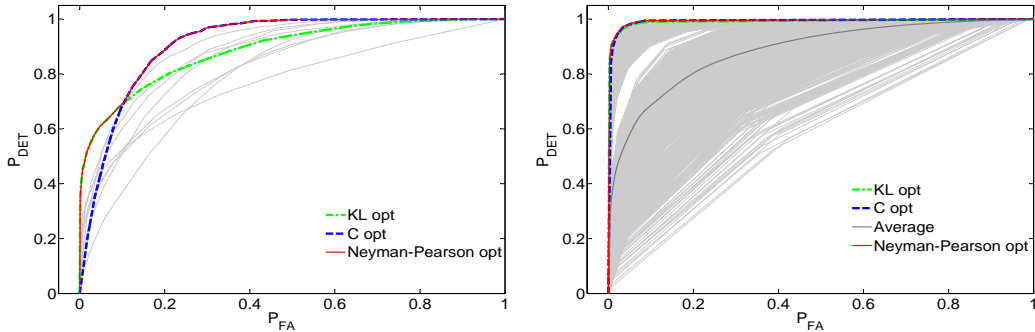 1
0.8
0.6
0.4
0.2
0
P_DET
KL opt
C opt
Neyman-Pearson opt
0 0.2 0.4 0.6 0.8 1
P_FA
1
0.8
0.6
0.4
0.2
0
P_DET
KL opt
C opt
Average
Neyman-Pearson opt
0 0.2 0.4 0.6 0.8 1
P_FA